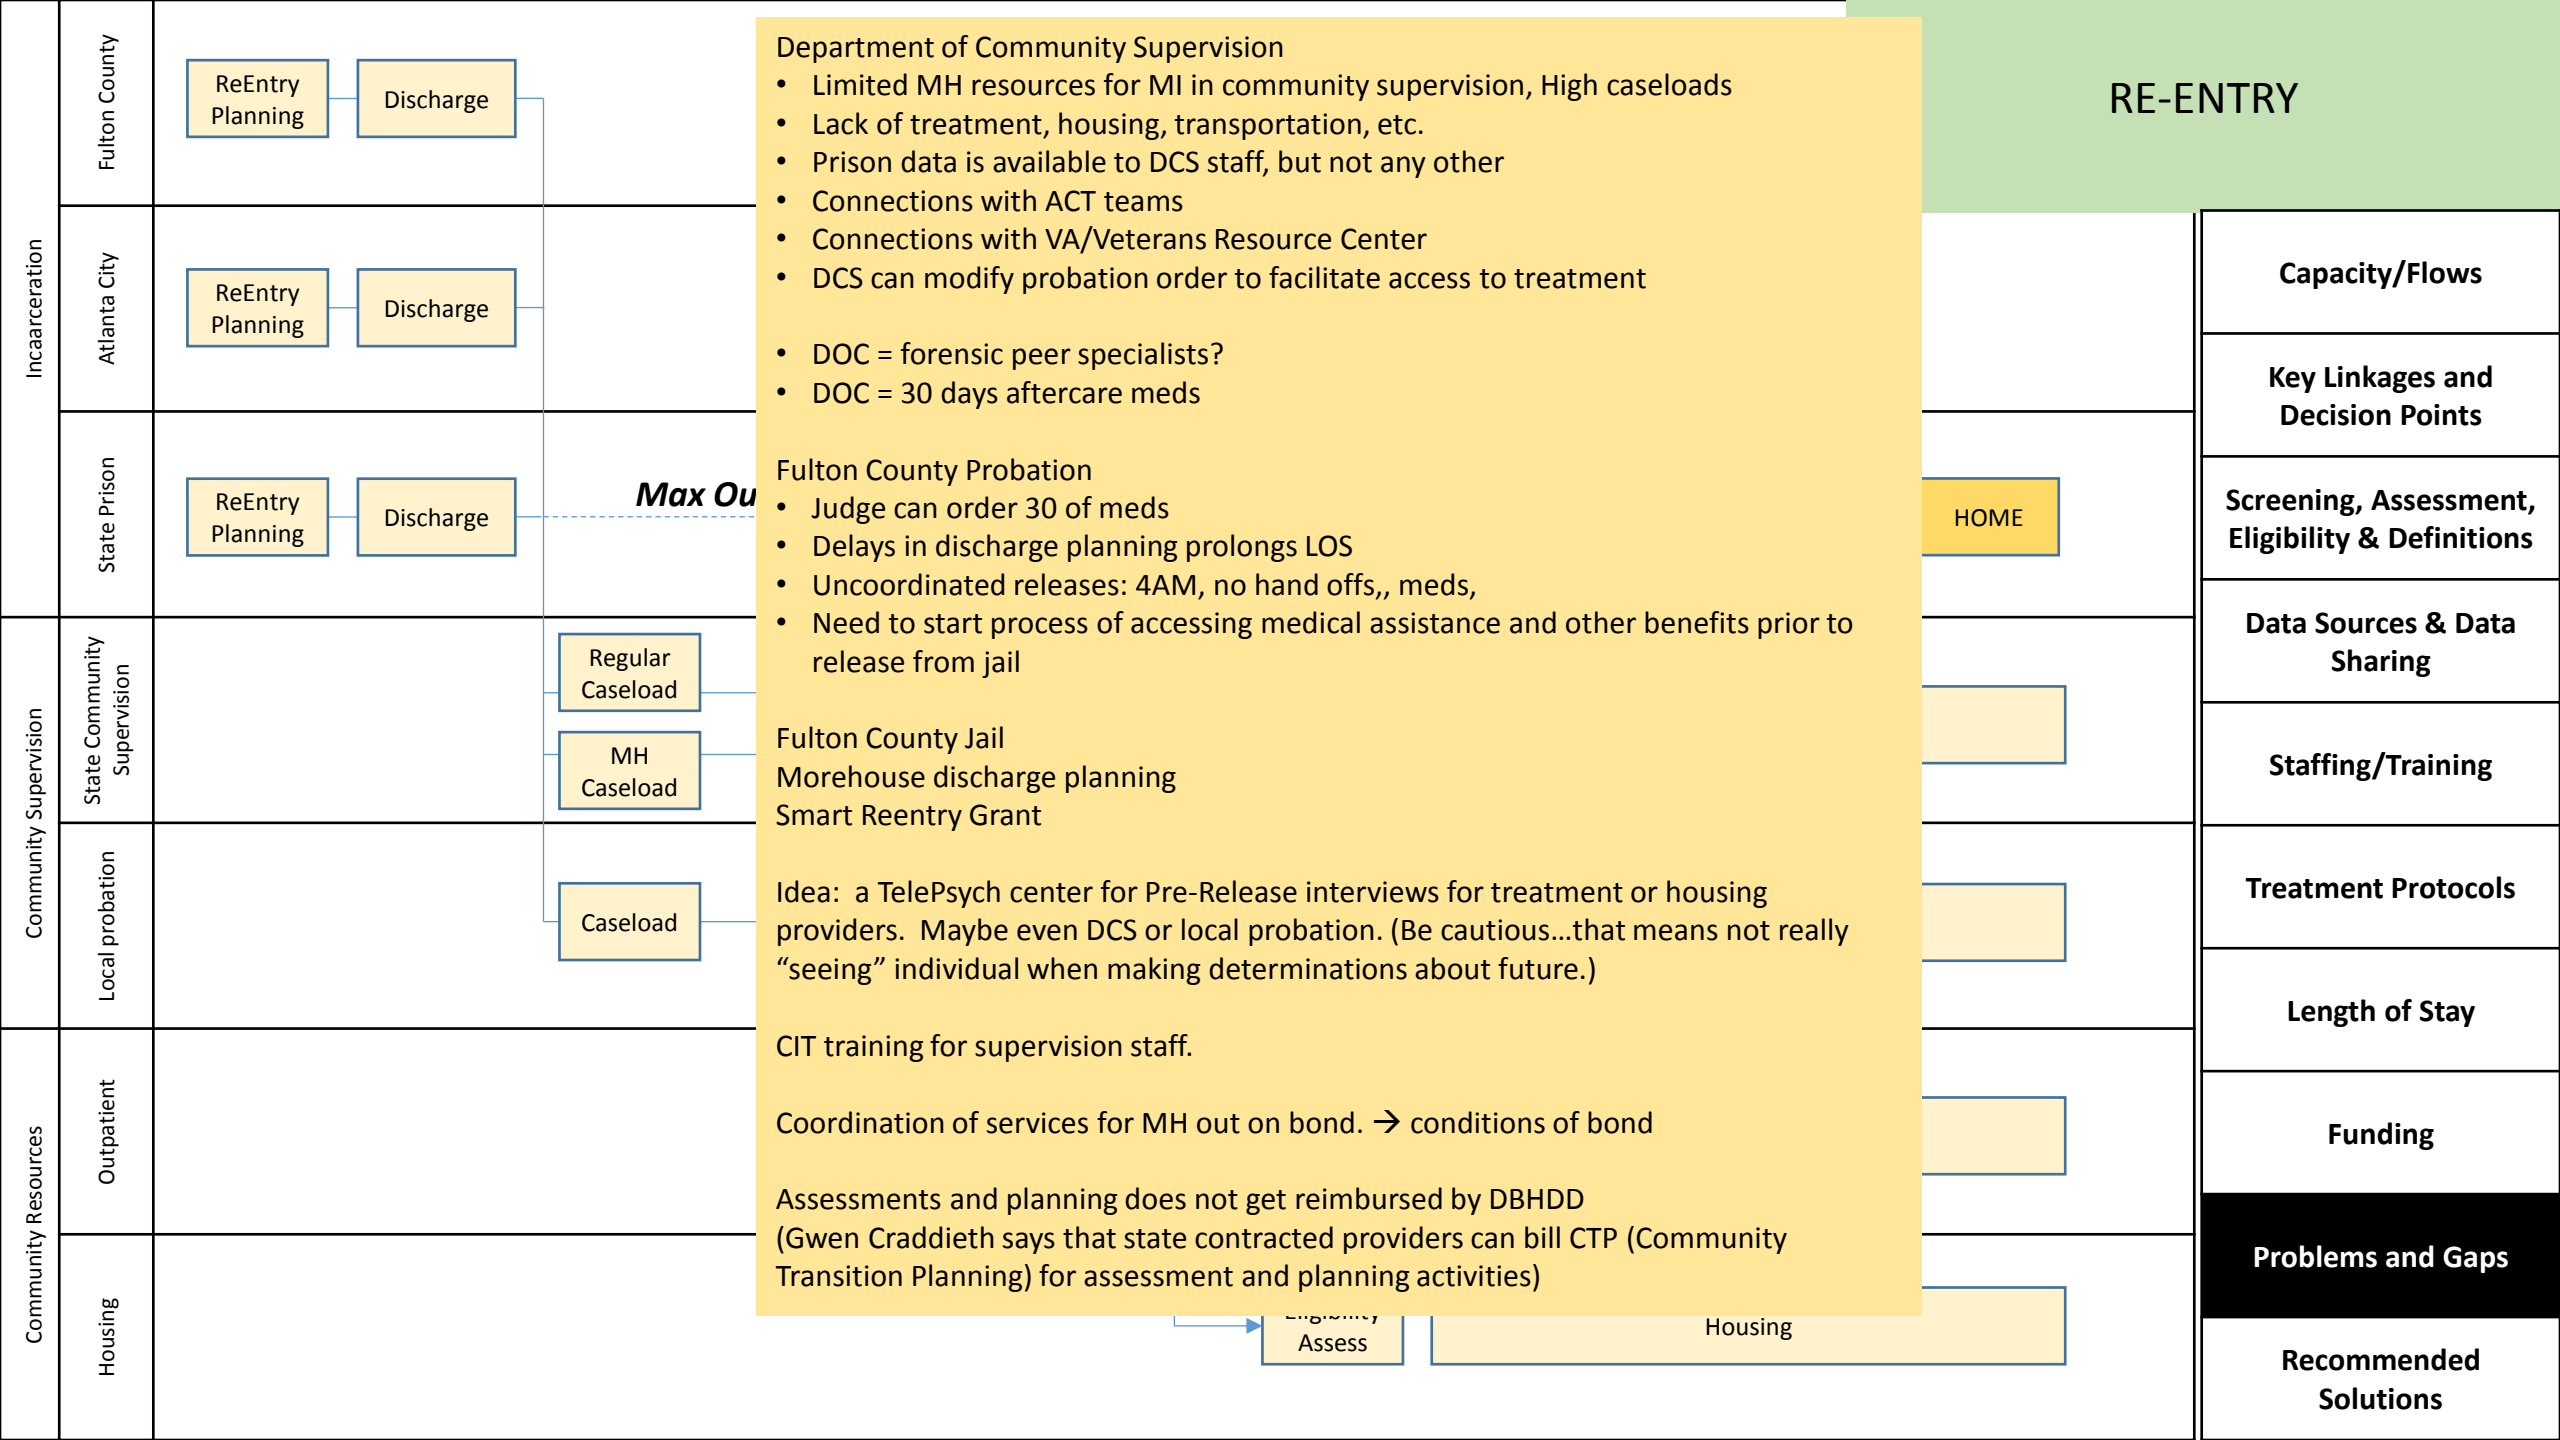 Incarceration
Fulton County
ReEntry
Planning
Discharge
Atlanta City
ReEntry
Planning
Discharge
State Prison
ReEntry
Planning
Discharge
Max Ou
HOME
Community Supervision
State Community
Supervision
Regular
Caseload
MH
Caseload
Local probation
Caseload
Community Resources
Outpatient
Housing
Assess
Housing
Department of Community Supervision
• Limited MH resources for MI in community supervision, High caseloads
• Lack of treatment, housing, transportation, etc.
• Prison data is available to DCS staff, but not any other
• Connections with ACT teams
• Connections with VA/Veterans Resource Center
• DCS can modify probation order to facilitate access to treatment
• DOC = forensic peer specialists?
• DOC = 30 days aftercare meds
Fulton County Probation
• Judge can order 30 of meds
• Delays in discharge planning prolongs LOS
• Uncoordinated releases: 4AM, no hand offs,, meds,
• Need to start process of accessing medical assistance and other benefits prior to
release from jail
Fulton County Jail
Morehouse discharge planning
Smart Reentry Grant
Idea:  a TelePsych center for Pre-Release interviews for treatment or housing
providers.  Maybe even DCS or local probation. (Be cautious…that means not really
“seeing” individual when making determinations about future.)
CIT training for supervision staff.
Coordination of services for MH out on bond. → conditions of bond
Assessments and planning does not get reimbursed by DBHDD
(Gwen Craddieth says that state contracted providers can bill CTP (Community
Transition Planning) for assessment and planning activities)
RE-ENTRY
Capacity/Flows
Key Linkages and
Decision Points
Screening, Assessment,
Eligibility & Definitions
Data Sources & Data
Sharing
Staffing/Training
Treatment Protocols
Length of Stay
Funding
Problems and Gaps
Recommended
Solutions